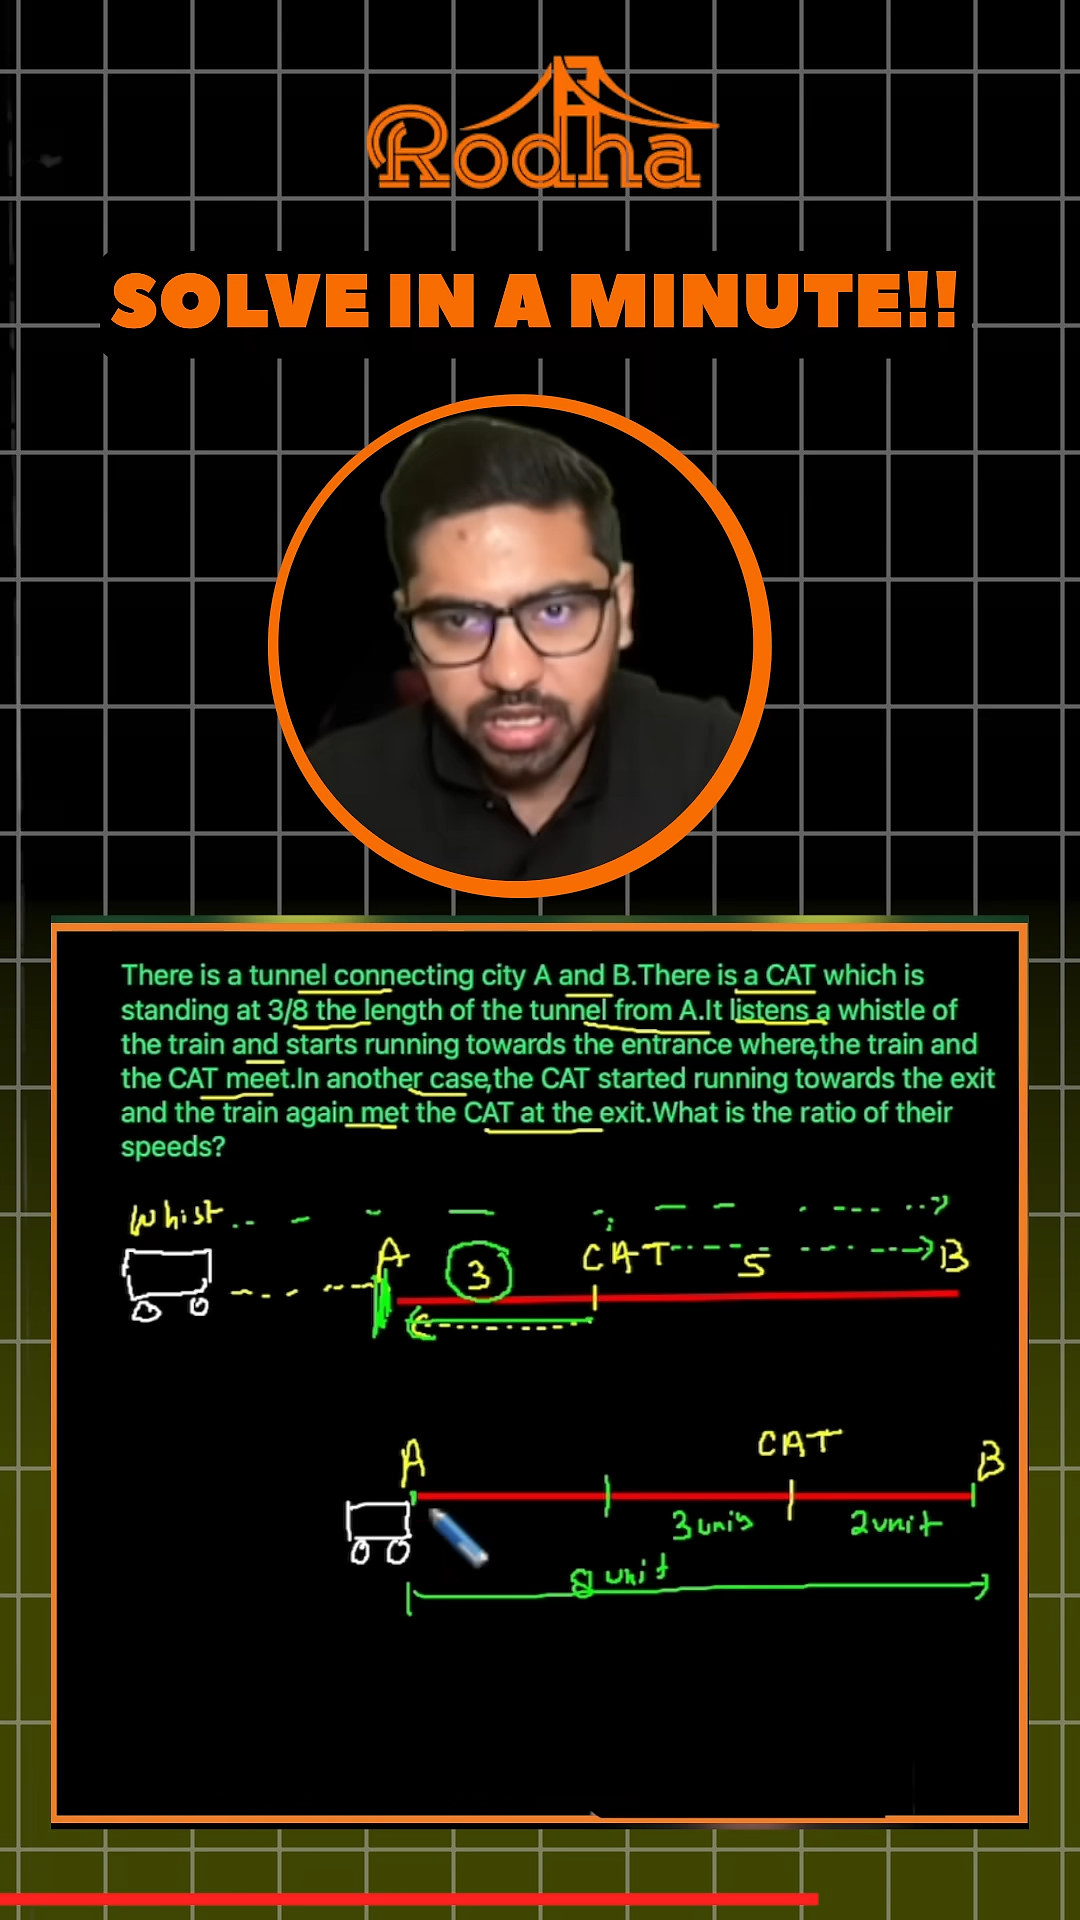 Rodha
SOLVE IN A MINUTE!!
There is a tunnel connecting city A and B.There is a CAT which is
standing at 3/8 the length of the tunnel from A.It listens a whistle of
the train and starts running towards the entrance where,the train and
the CAT meet.In another case,the CAT started running towards the exit
and the train again met the CAT at the exit.What is the ratio of their
speeds?
Whist
A 3 CAT 5 B
A CAT B
3 units 2 unit
8 unit